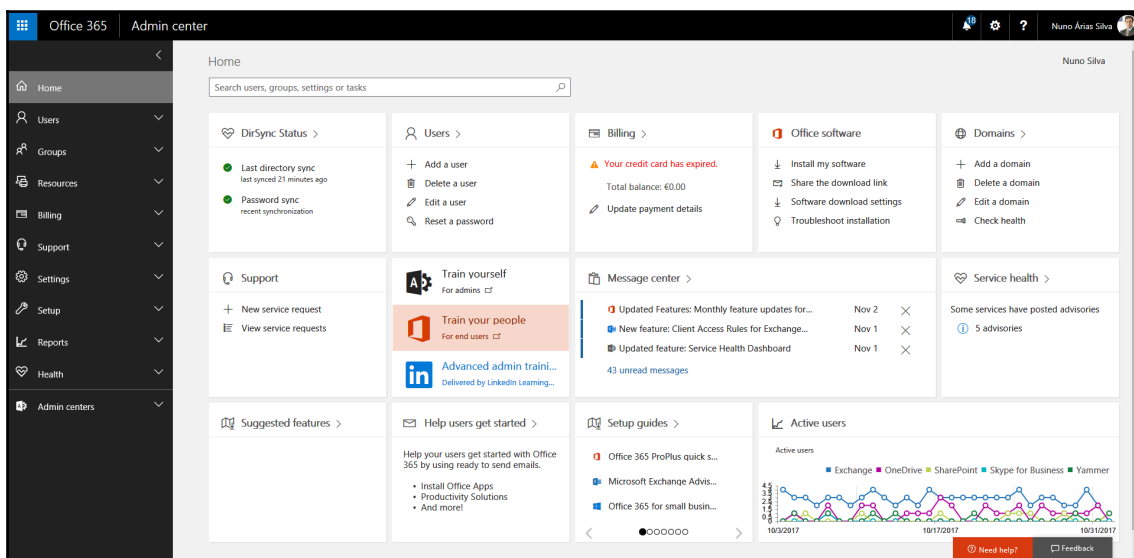 Office 365
Admin center
18
?
Nuno Árias Silva
Home
Users
Groups
Resources
Billing
Support
Settings
Setup
Reports
Health
Admin centers
Home
Nuno Silva
Search users, groups, settings or tasks
DirSync Status >
Last directory sync
last synced 21 minutes ago
Password sync
recent synchronization
Users >
Add a user
Delete a user
Edit a user
Reset a password
Billing >
Your credit card has expired.
Total balance: €0.00
Update payment details
Office software
Install my software
Share the download link
Software download settings
Troubleshoot installation
Domains >
Add a domain
Delete a domain
Edit a domain
Check health
Support
New service request
View service requests
Train yourself
For admins
Train your people
For end users
Advanced admin traini...
Delivered by LinkedIn Learning...
Message center >
Updated Features: Monthly feature updates for... Nov 2
New feature: Client Access Rules for Exchange... Nov 1
Updated feature: Service Health Dashboard Nov 1
43 unread messages
Service health >
Some services have posted advisories
5 advisories
Suggested features >
Help users get started >
Help your users get started with Office
365 by using ready to send emails.
• Install Office Apps
• Productivity Solutions
• And more!
Setup guides >
Office 365 ProPlus quick s...
Microsoft Exchange Advis...
Office 365 for small busin...
Active users
Active users
Exchange OneDrive SharePoint Skype for Business Yammer
10/3/2017 10/17/2017 10/31/2017
Need help?
Feedback